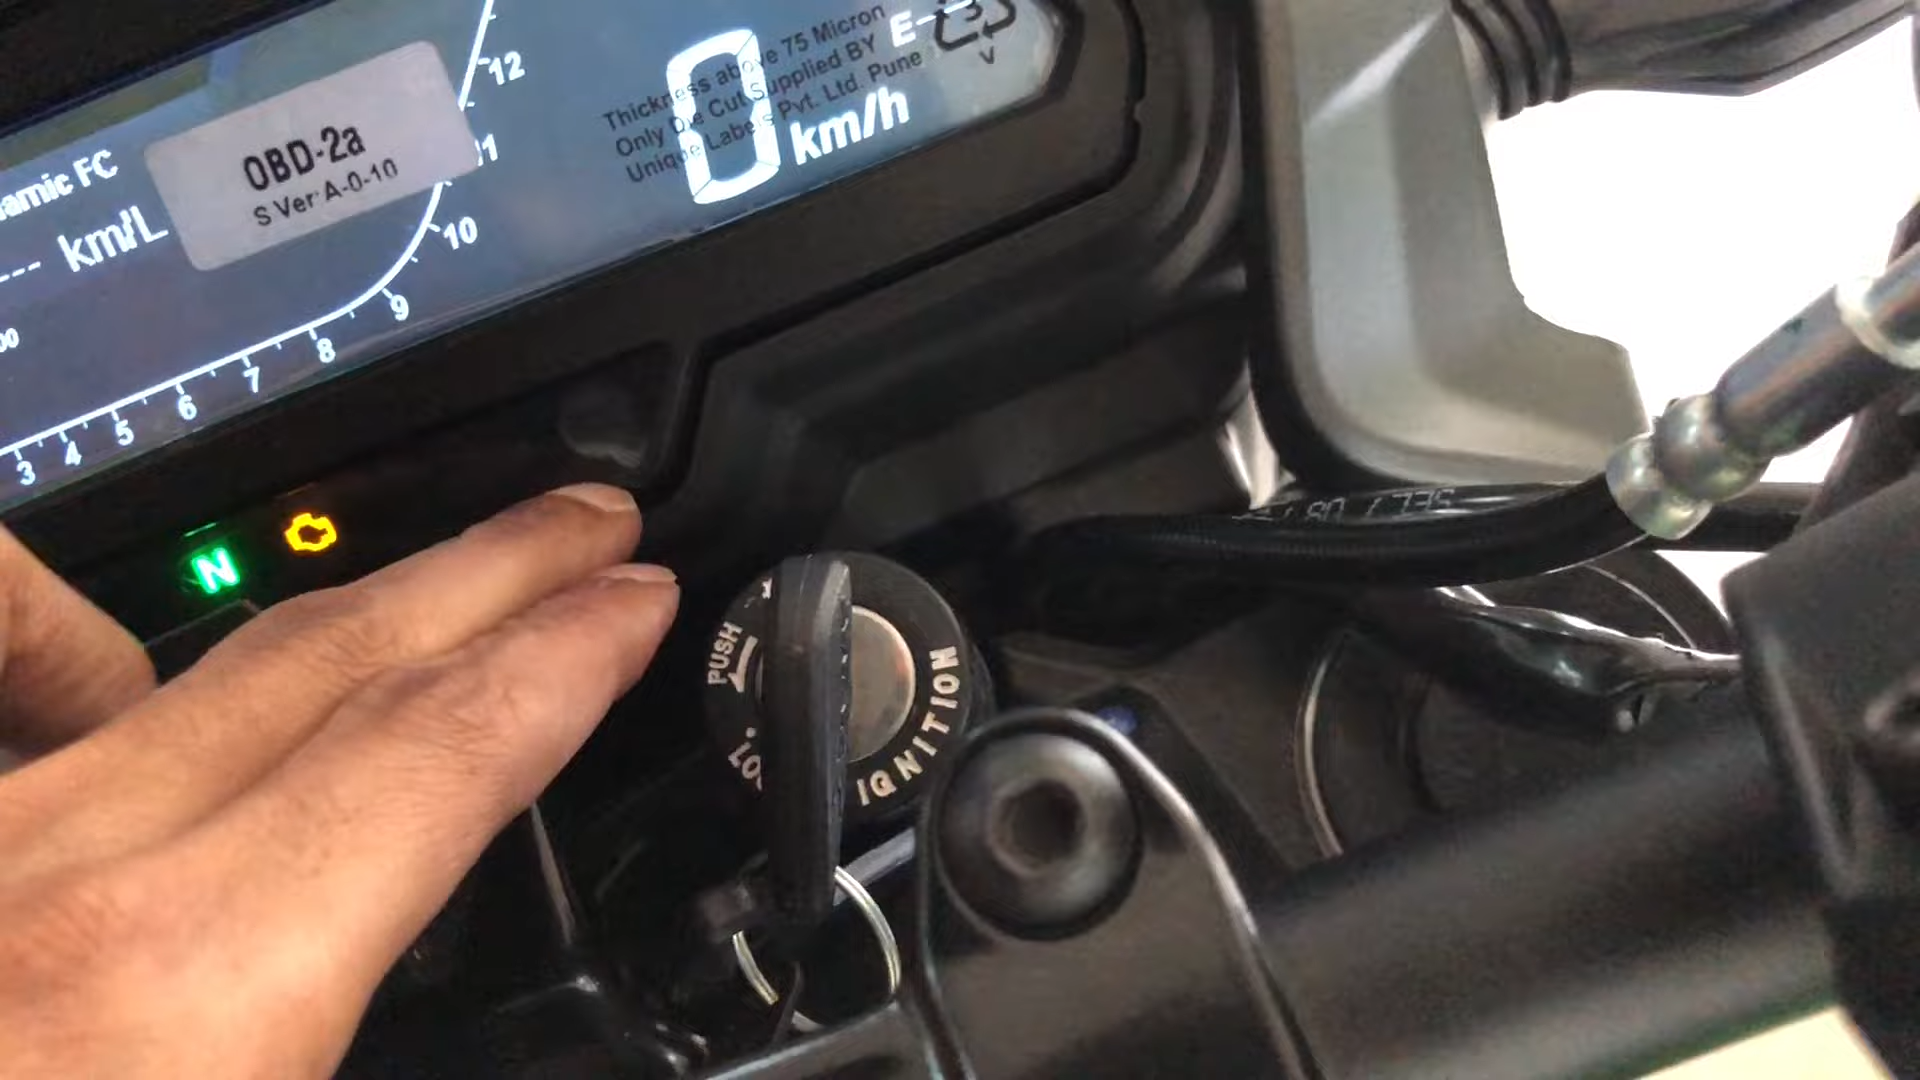 12
11
10
9
8
7
6
5
4
3
E
0
km/h
Thickness above 75 Micron
Only Die Cut Supplied BY
Unique Labels Pvt. Ltd. Pune
3
V
OBD-2a
S Ver A-0-10
FC
km/L
---
N
PUSH
IGNITION